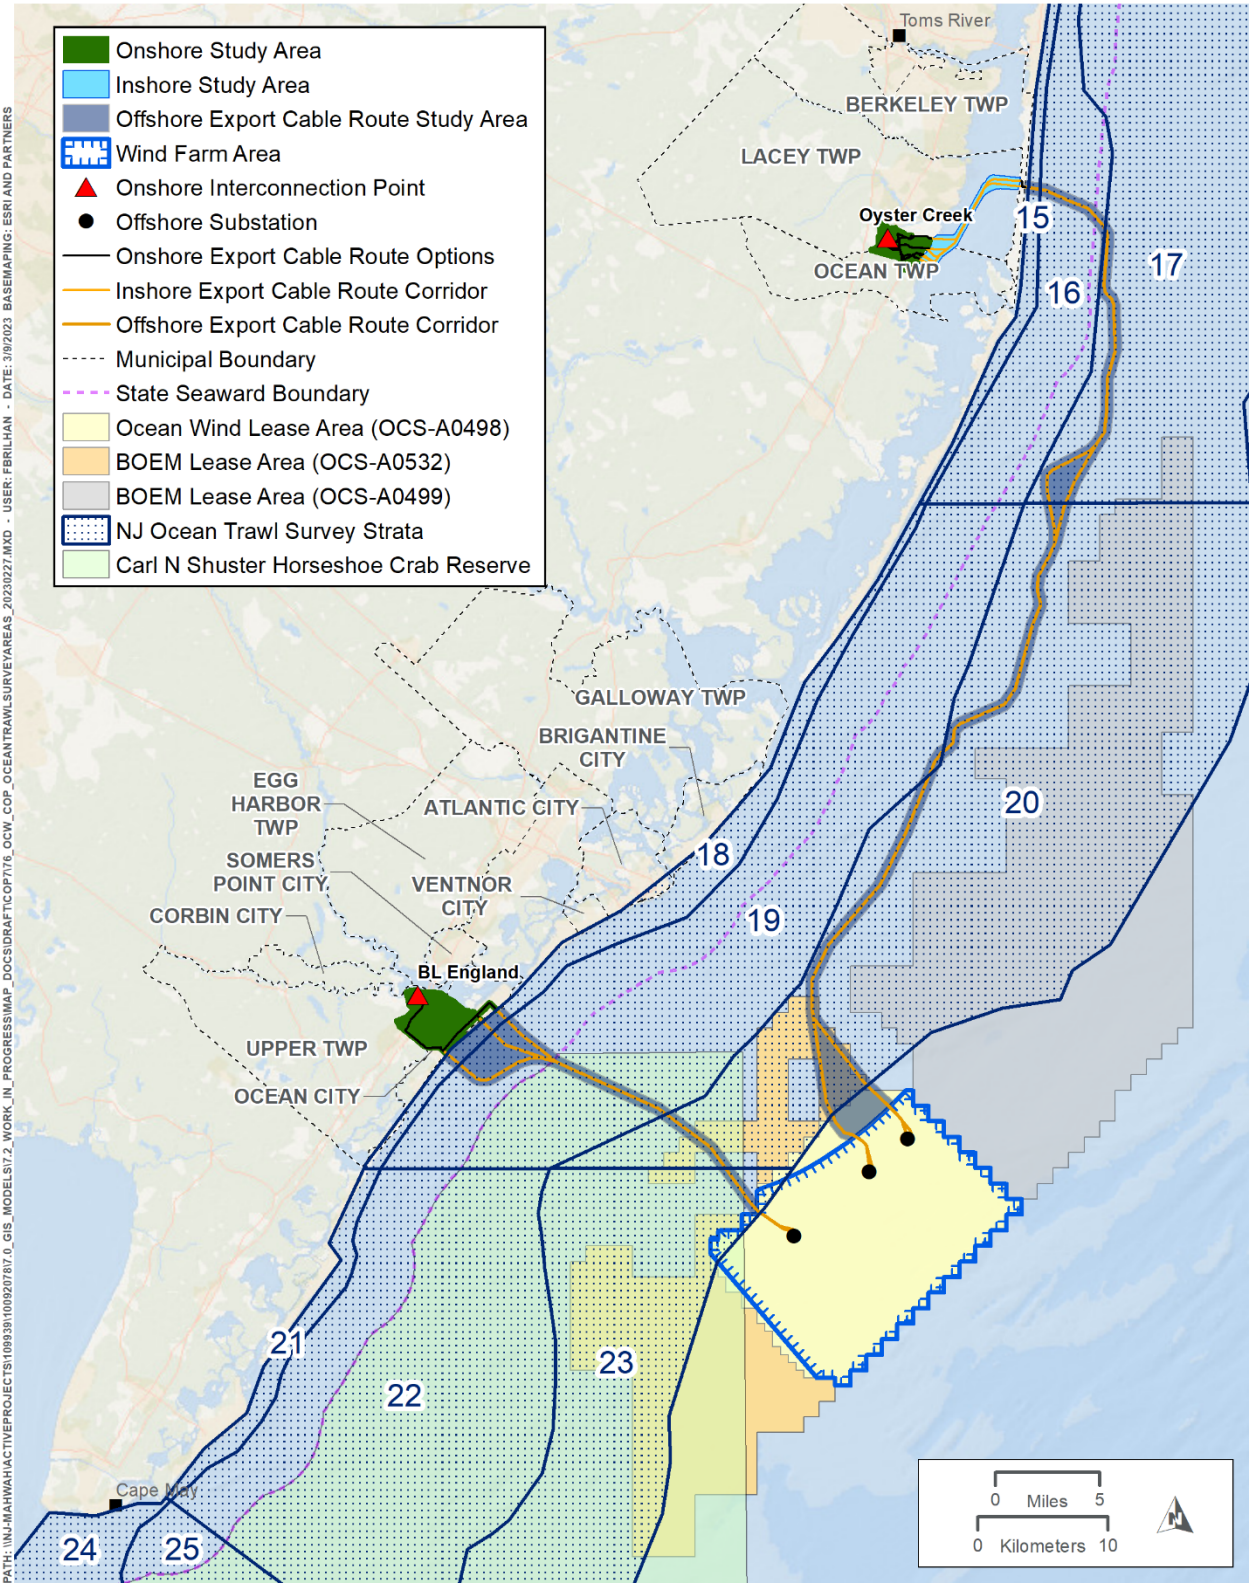 Toms River
Onshore Study Area
Inshore Study Area
Offshore Export Cable Route Study Area
Wind Farm Area
Onshore Interconnection Point
Offshore Substation
Onshore Export Cable Route Options
Inshore Export Cable Route Corridor
Offshore Export Cable Route Corridor
Municipal Boundary
State Seaward Boundary
Ocean Wind Lease Area (OCS-A0498)
BOEM Lease Area (OCS-A0532)
BOEM Lease Area (OCS-A0499)
NJ Ocean Trawl Survey Strata
Carl N Shuster Horseshoe Crab Reserve
BERKELEY TWP
LACEY TWP
Oyster Creek
OCEAN TWP
15
16
17
GALLOWAY TWP
BRIGANTINE
CITY
EGG
HARBOR
TWP
ATLANTIC CITY
SOMERS
POINT CITY
VENTNOR
CITY
CORBIN CITY
18
19
20
BL England
UPPER TWP
OCEAN CITY
21
22
23
Cape May
24
25
0 Miles 5
0 Kilometers 10
N
PATH: \\NJ-MAHWAH\ACTIVEPROJECTS\109939\10092078\7.0_GIS_MODELS\7.2_WORK_IN_PROGRESS\MAP_DOCS\DRAFT\COP7\76_OCW_COP_OCEANTRAWLSURVEYAREAS_20230227.MXD - USER: FBRILHAN - DATE: 3/9/2023 BASEMAPING: ESRI AND PARTNERS